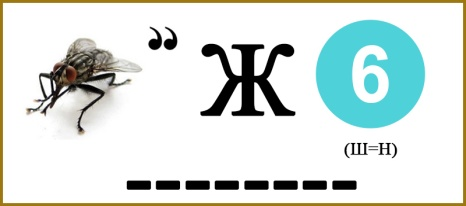 ,, Ж 6
(Ш=Н)